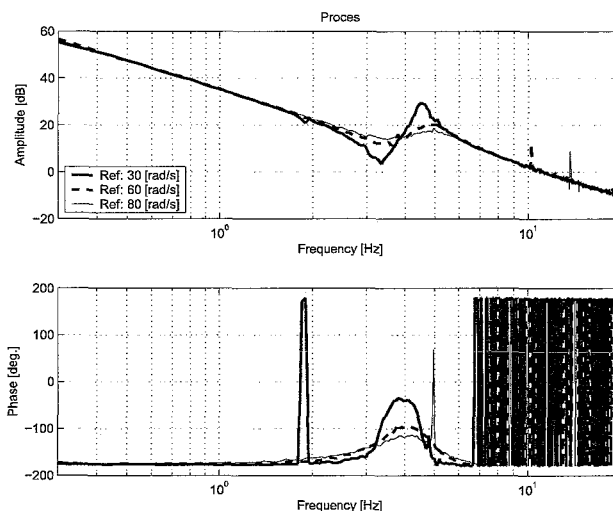 Proces
60
40
20
0
−20
Amplitude [dB]
Ref: 30 [rad/s]
Ref: 60 [rad/s]
Ref: 80 [rad/s]
10⁰
10¹
Frequency [Hz]
200
100
0
−100
−200
Phase [deg.]
10⁰
10¹
Frequency [Hz]